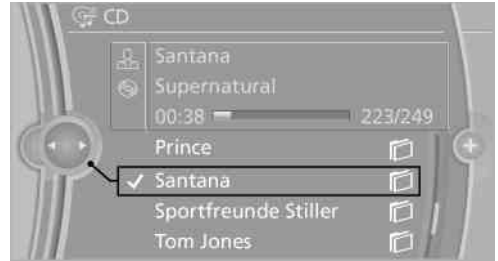 CD
Santana
Supernatural
00:38 223/249
Prince
Santana
Sportfreunde Stiller
Tom Jones